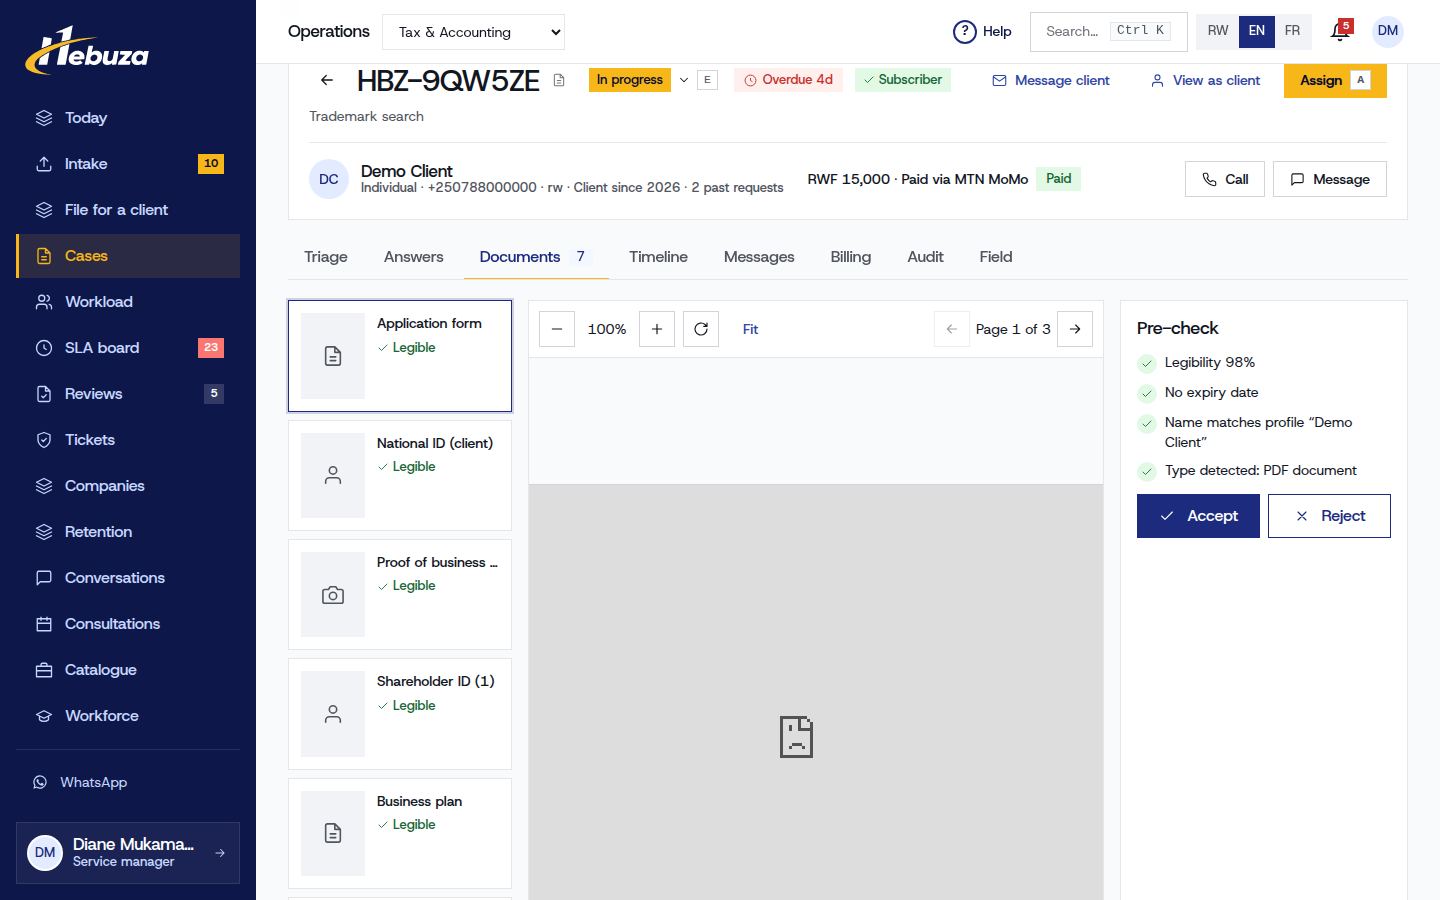 Hebuza
Operations
Tax & Accounting
? Help
Search... Ctrl K
RW EN FR
5
DM
Today
Intake 10
File for a client
Cases
Workload
SLA board 23
Reviews 5
Tickets
Companies
Retention
Conversations
Consultations
Catalogue
Workforce
WhatsApp
DM
Diane Mukama...
Service manager
HBZ-9QW5ZE
In progress
E
Overdue 4d
Subscriber
Message client
View as client
Assign A
Trademark search
DC
Demo Client
Individual · +250788000000 · rw · Client since 2026 · 2 past requests
RWF 15,000 · Paid via MTN MoMo
Paid
Call
Message
Triage
Answers
Documents 7
Timeline
Messages
Billing
Audit
Field
Application form
Legible
National ID (client)
Legible
Proof of business ...
Legible
Shareholder ID (1)
Legible
Business plan
Legible
100%
Fit
Page 1 of 3
Pre-check
Legibility 98%
No expiry date
Name matches profile “Demo
Client”
Type detected: PDF document
Accept
Reject